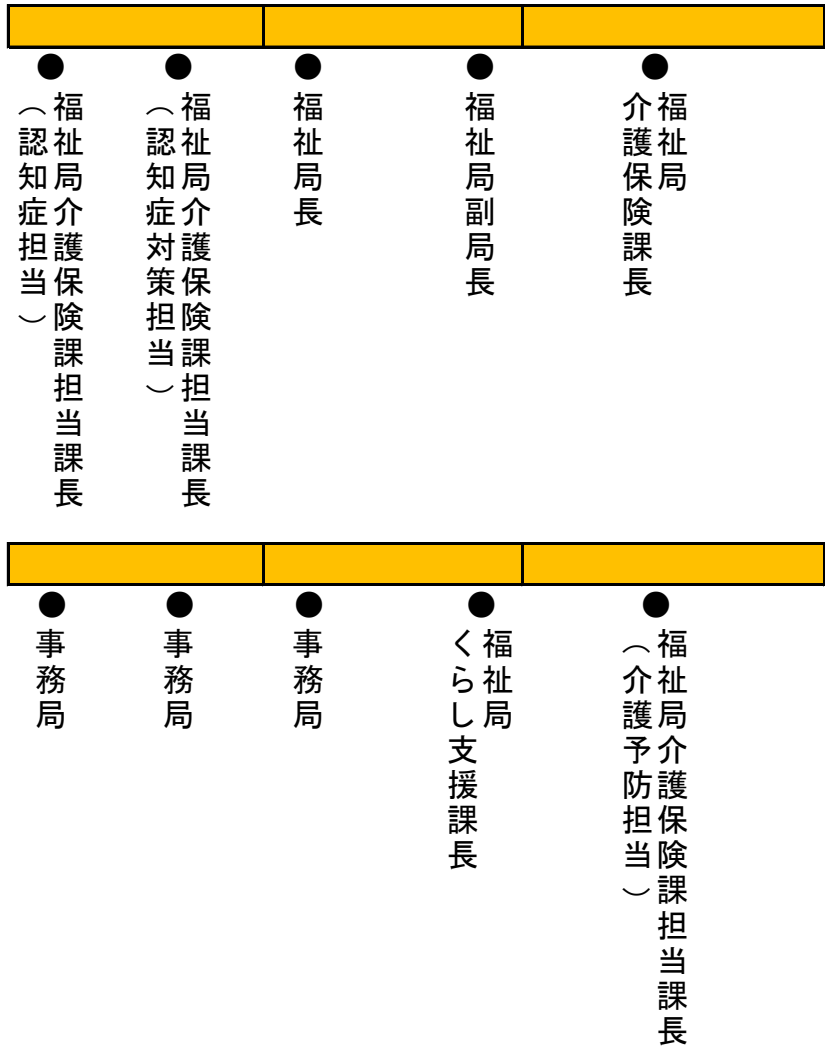 福祉局
介護保険課長
福祉局副局長
福祉局長
福祉局介護保険課担当課長
（認知症対策担当）
福祉局介護保険課担当課長
（認知症担当）
福祉局介護保険課担当課長
（介護予防担当）
福祉局
くらし支援課長
事務局
事務局
事務局